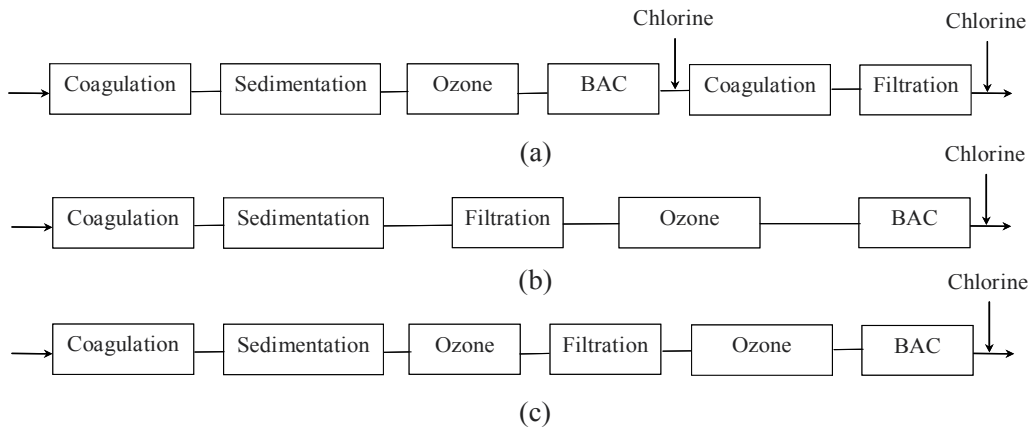 Chlorine Chlorine
Coagulation Sedimentation Ozone BAC Coagulation Filtration
(a)
Chlorine
Coagulation Sedimentation Filtration Ozone BAC
(b)
Chlorine
Coagulation Sedimentation Ozone Filtration Ozone BAC
(c)